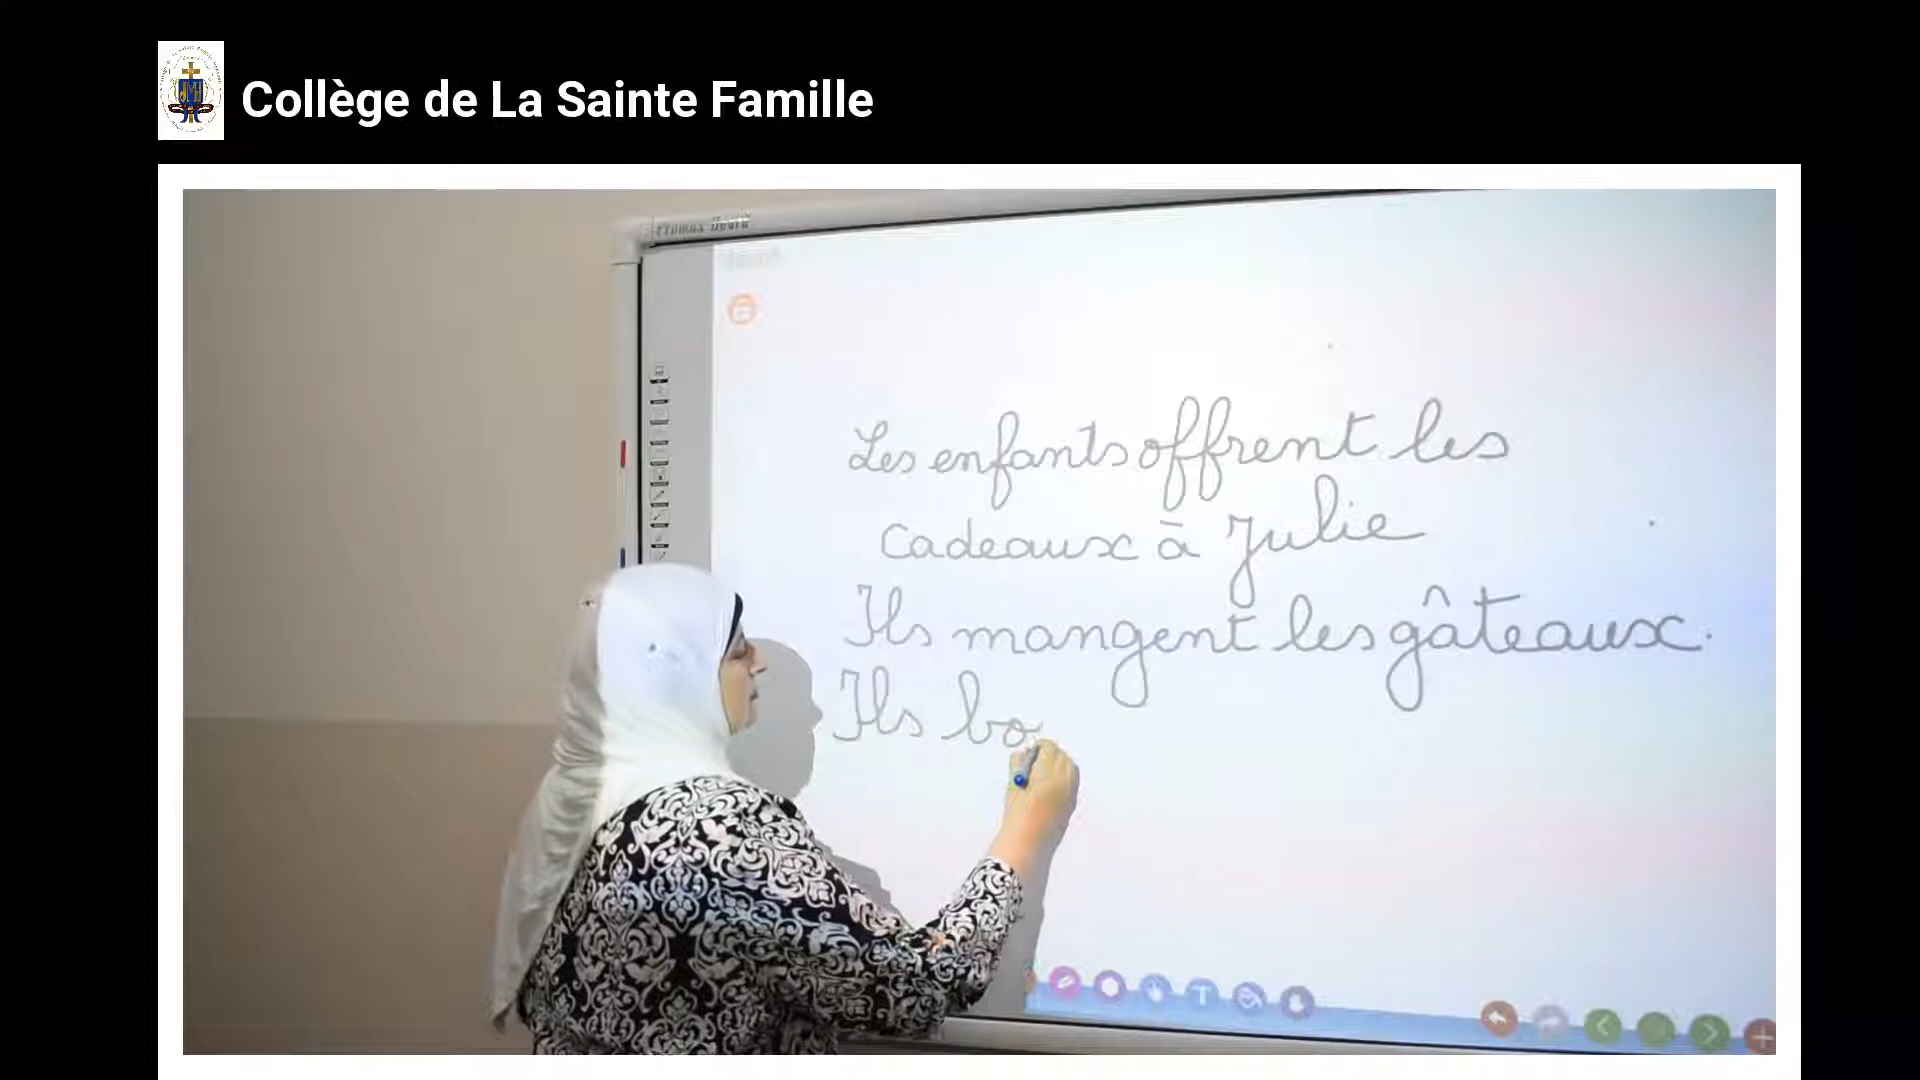 Collège de La Sainte Famille
Les enfants offrent les
cadeaux à Julie
Ils mangent les gâteaux.
Ils bo